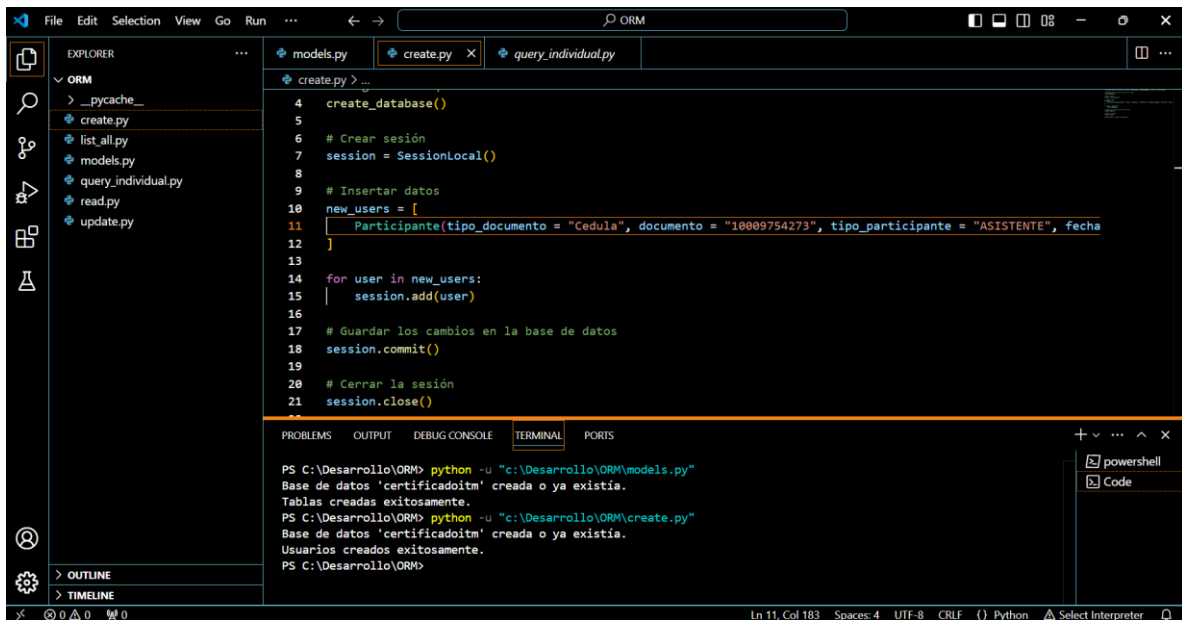 File Edit Selection View Go Run ... ORM
EXPLORER ...
ORM
__pycache__
create.py
list_all.py
models.py
query_individual.py
read.py
update.py
OUTLINE
TIMELINE
models.py create.py query_individual.py
create.py > ...
4 create_database()
5
6 # Crear sesión
7 session = SessionLocal()
8
9 # Insertar datos
10 new_users = [
11 Participante(tipo_documento = "Cedula", documento = "10009754273", tipo_participante = "ASISTENTE", fecha
12 ]
13
14 for user in new_users:
15 session.add(user)
16
17 # Guardar los cambios en la base de datos
18 session.commit()
19
20 # Cerrar la sesión
21 session.close()
PROBLEMS OUTPUT DEBUG CONSOLE TERMINAL PORTS
PS C:\Desarrollo\ORM> python -u "c:\Desarrollo\ORM\models.py"
Base de datos 'certificadoitm' creada o ya existía.
Tablas creadas exitosamente.
PS C:\Desarrollo\ORM> python -u "c:\Desarrollo\ORM\create.py"
Base de datos 'certificadoitm' creada o ya existía.
Usuarios creados exitosamente.
PS C:\Desarrollo\ORM>
powershell
Code
0 0 0 Ln 11, Col 183 Spaces: 4 UTF-8 CRLF {} Python Select Interpreter